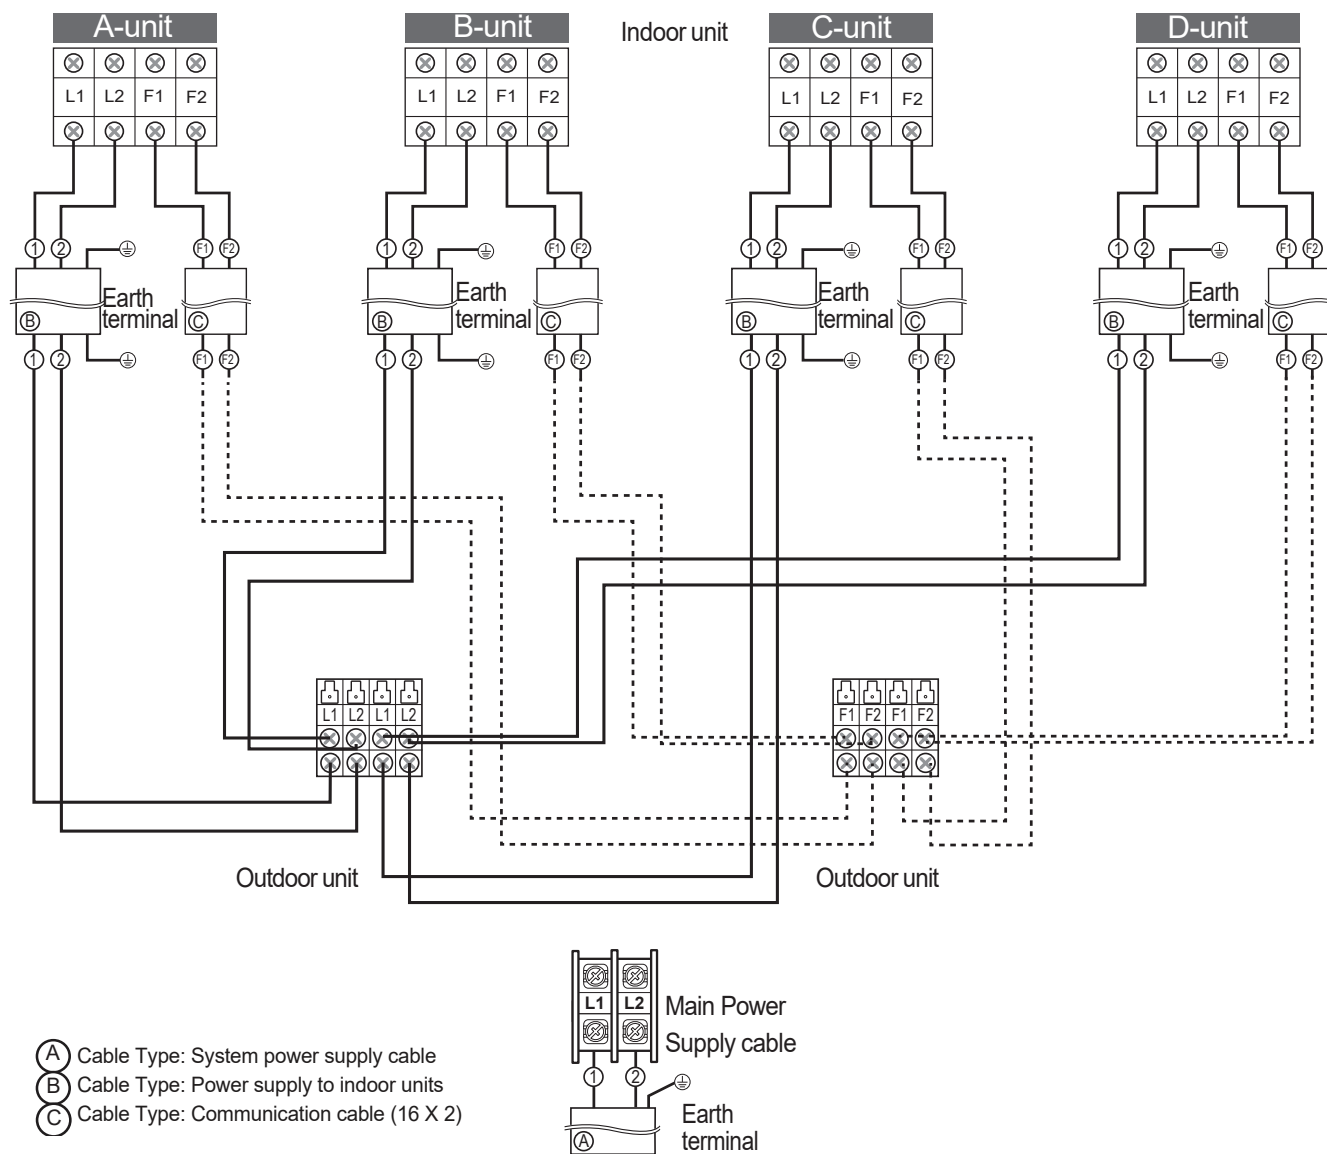 A-unit B-unit Indoor unit C-unit D-unit
L1 L2 F1 F2 L1 L2 F1 F2 L1 L2 F1 F2 L1 L2 F1 F2
1 2 F1 F2 1 2 F1 F2 1 2 F1 F2 1 2 F1 F2
Earth Earth Earth Earth
B terminal C B terminal C B terminal C B terminal C
1 2 F1 F2 1 2 F1 F2 1 2 F1 F2 1 2 F1 F2
L1 L2 L1 L2 F1 F2 F1 F2
Outdoor unit Outdoor unit
L1 L2 Main Power
Supply cable
1 2
Earth
A terminal
A Cable Type: System power supply cable
B Cable Type: Power supply to indoor units
C Cable Type: Communication cable (16 X 2)